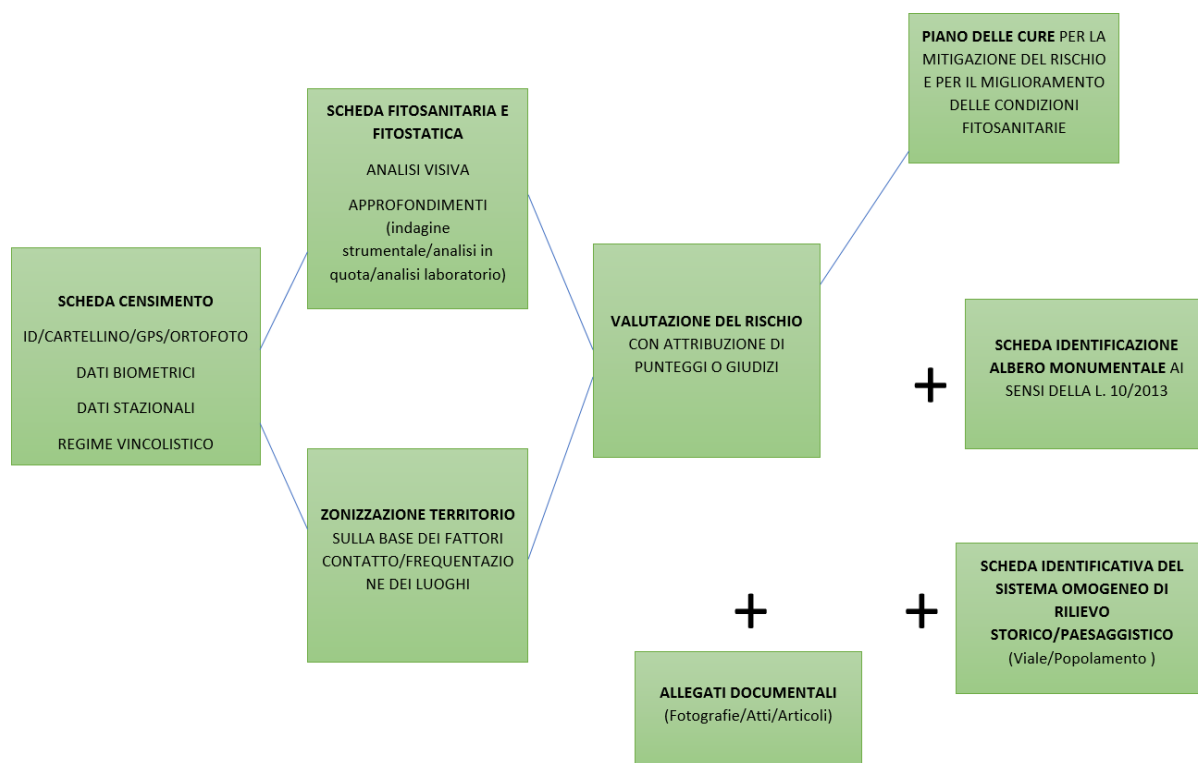 SCHEDA CENSIMENTO
ID/CARTELLINO/GPS/ORTOFOTO
DATI BIOMETRICI
DATI STAZIONALI
REGIME VINCOLISTICO
SCHEDA FITOSANITARIA E
FITOSTATICA
ANALISI VISIVA
APPROFONDIMENTI
(indagine
strumentale/analisi in
quota/analisi laboratorio)
ZONIZZAZIONE TERRITORIO
SULLA BASE DEI FATTORI
CONTATTO/FREQUENTAZIO
NE DEI LUOGHI
VALUTAZIONE DEL RISCHIO
CON ATTRIBUZIONE DI
PUNTEGGI O GIUDIZI
PIANO DELLE CURE PER LA
MITIGAZIONE DEL RISCHIO
E PER IL MIGLIORAMENTO
DELLE CONDIZIONI
FITOSANITARIE
+
SCHEDA IDENTIFICAZIONE
ALBERO MONUMENTALE AI
SENSI DELLA L. 10/2013
+
SCHEDA IDENTIFICATIVA DEL
SISTEMA OMOGENEO DI
RILIEVO
STORICO/PAESAGGISTICO
(Viale/Popolamento )
+
ALLEGATI DOCUMENTALI
(Fotografie/Atti/Articoli)